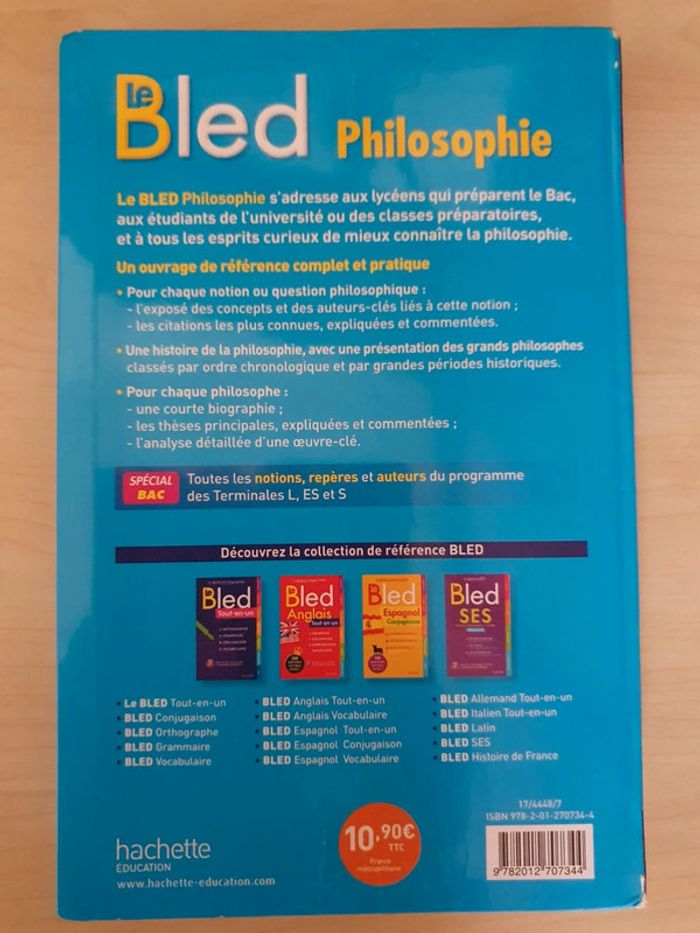 Le Bled Philosophie
Le BLED Philosophie s'adresse aux lycéens qui préparent le Bac,
aux étudiants de l'université ou des classes préparatoires,
et à tous les esprits curieux de mieux connaître la philosophie.
Un ouvrage de référence complet et pratique
• Pour chaque notion ou question philosophique :
- l'exposé des concepts et des auteurs-clés liés à cette notion ;
- les citations les plus connues, expliquées et commentées.
• Une histoire de la philosophie, avec une présentation des grands philosophes
classés par ordre chronologique et par grandes périodes historiques.
• Pour chaque philosophe :
- une courte biographie ;
- les thèses principales, expliquées et commentées ;
- l'analyse détaillée d'une œuvre-clé.
SPÉCIAL
BAC
Toutes les notions, repères et auteurs du programme
des Terminales L, ES et S
Découvrez la collection de référence BLED
Le Bled
Tout-en-un
Bled
Anglais
Tout-en-un
Bled
Espagnol
Conjugaison
Bled
SES
• Le BLED Tout-en-un
• BLED Conjugaison
• BLED Orthographe
• BLED Grammaire
• BLED Vocabulaire
• BLED Anglais Tout-en-un
• BLED Anglais Vocabulaire
• BLED Espagnol Tout-en-un
• BLED Espagnol Conjugaison
• BLED Espagnol Vocabulaire
• BLED Allemand Tout-en-un
• BLED Italien Tout-en-un
• BLED Latin
• BLED SES
• BLED Histoire de France
hachette
ÉDUCATION
www.hachette-education.com
10,90€
TTC
France
métropolitaine
17/4448/7
ISBN 978-2-01-270734-4
9 782012 707344